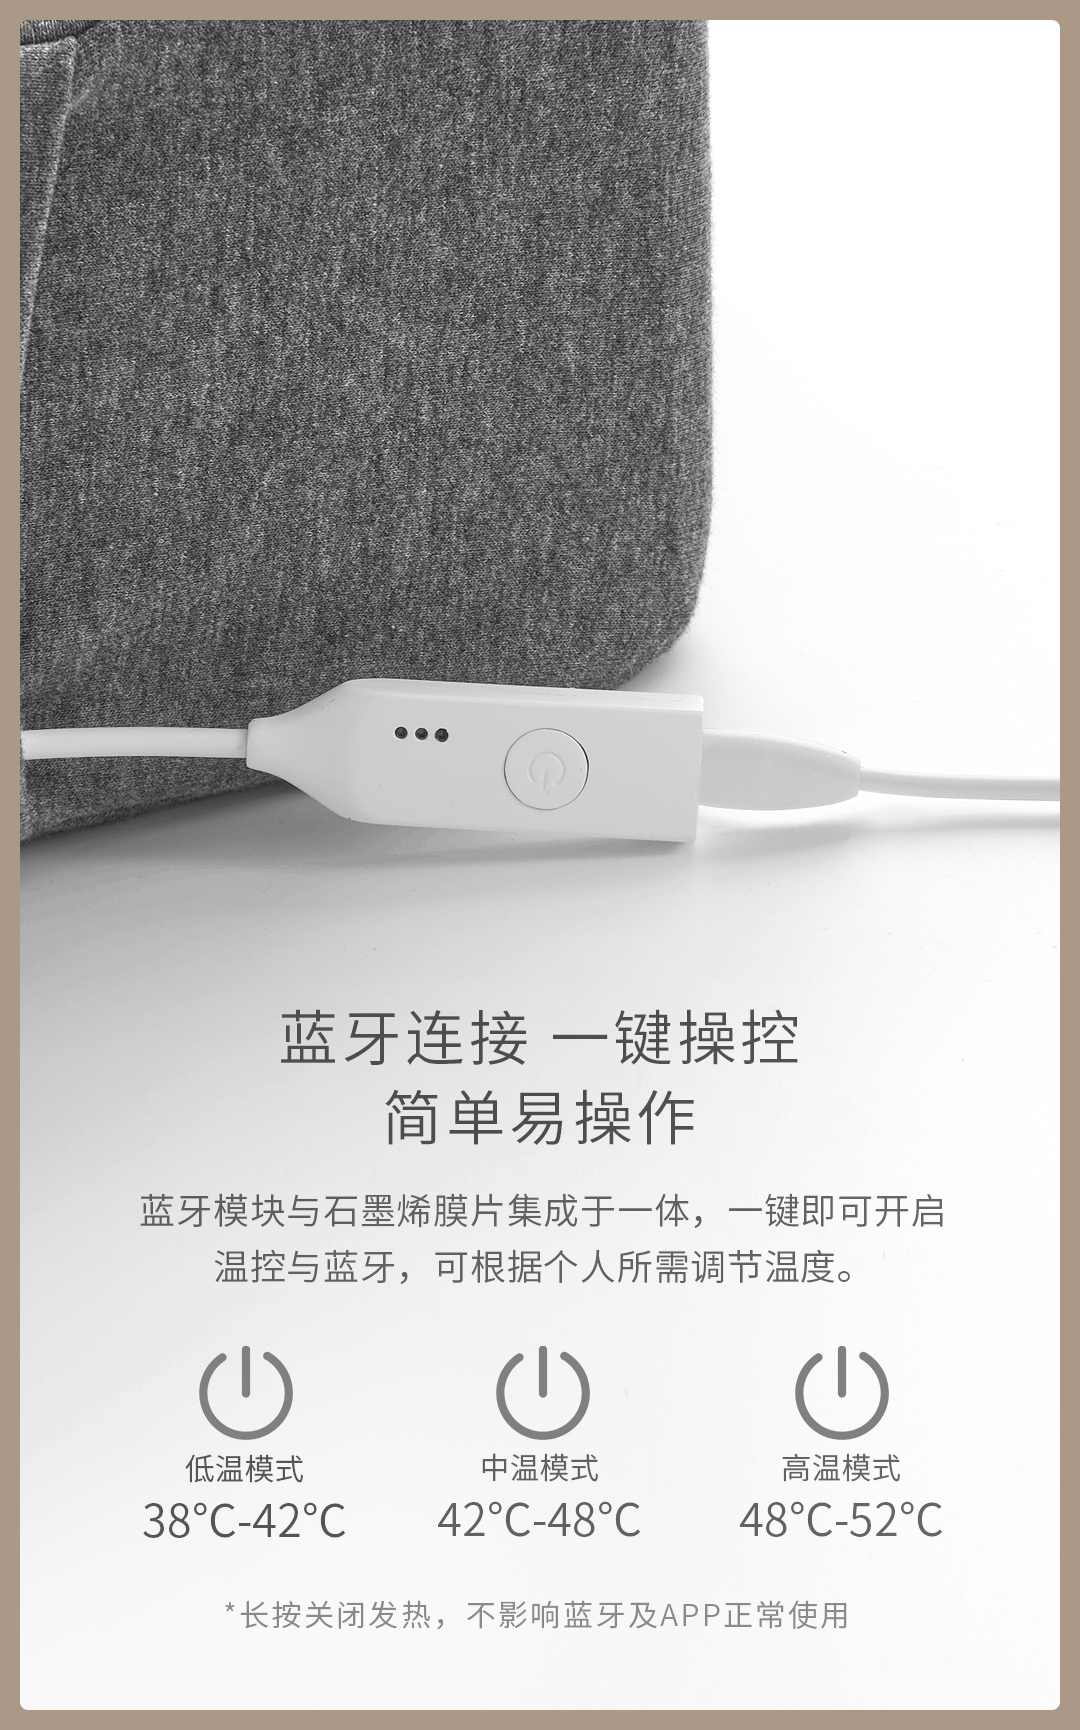 蓝牙连接 一键操控
简单易操作
蓝牙模块与石墨烯膜片集成于一体，一键即可开启
温控与蓝牙，可根据个人所需调节温度。
低温模式 中温模式 高温模式
38°C-42°C 42°C-48°C 48°C-52°C
*长按关闭发热，不影响蓝牙及APP正常使用